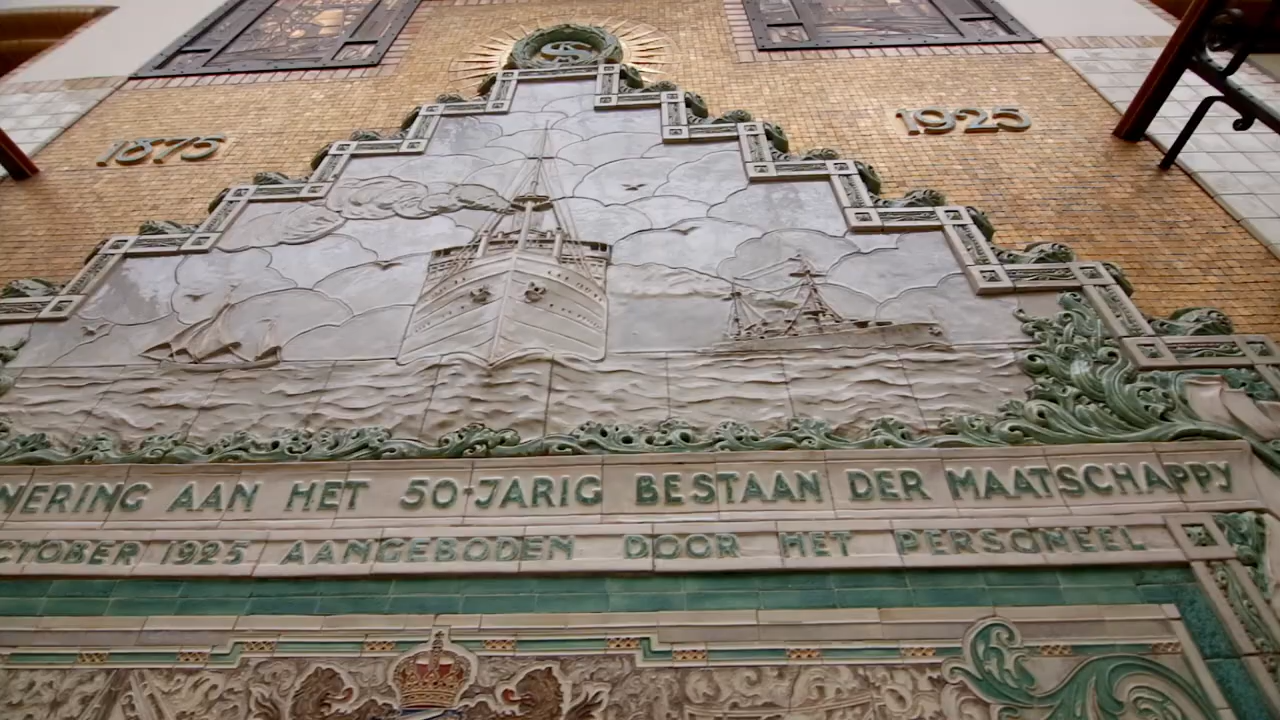 1875
1925
NERING AAN HET 50-JARIG BESTAAN DER MAATSCHAPPY
CTOBER 1925 AANGEBODEN DOOR HET PERSONEEL